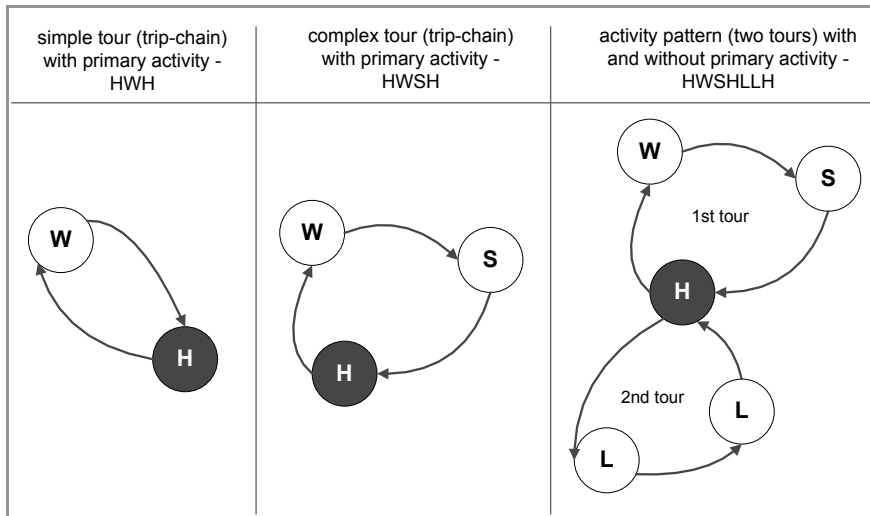 simple tour (trip-chain)
with primary activity -
HWH
complex tour (trip-chain)
with primary activity -
HWSH
activity pattern (two tours) with
and without primary activity -
HWSHLLH
W
H
W
S
H
W
S
1st tour
H
2nd tour
L
L